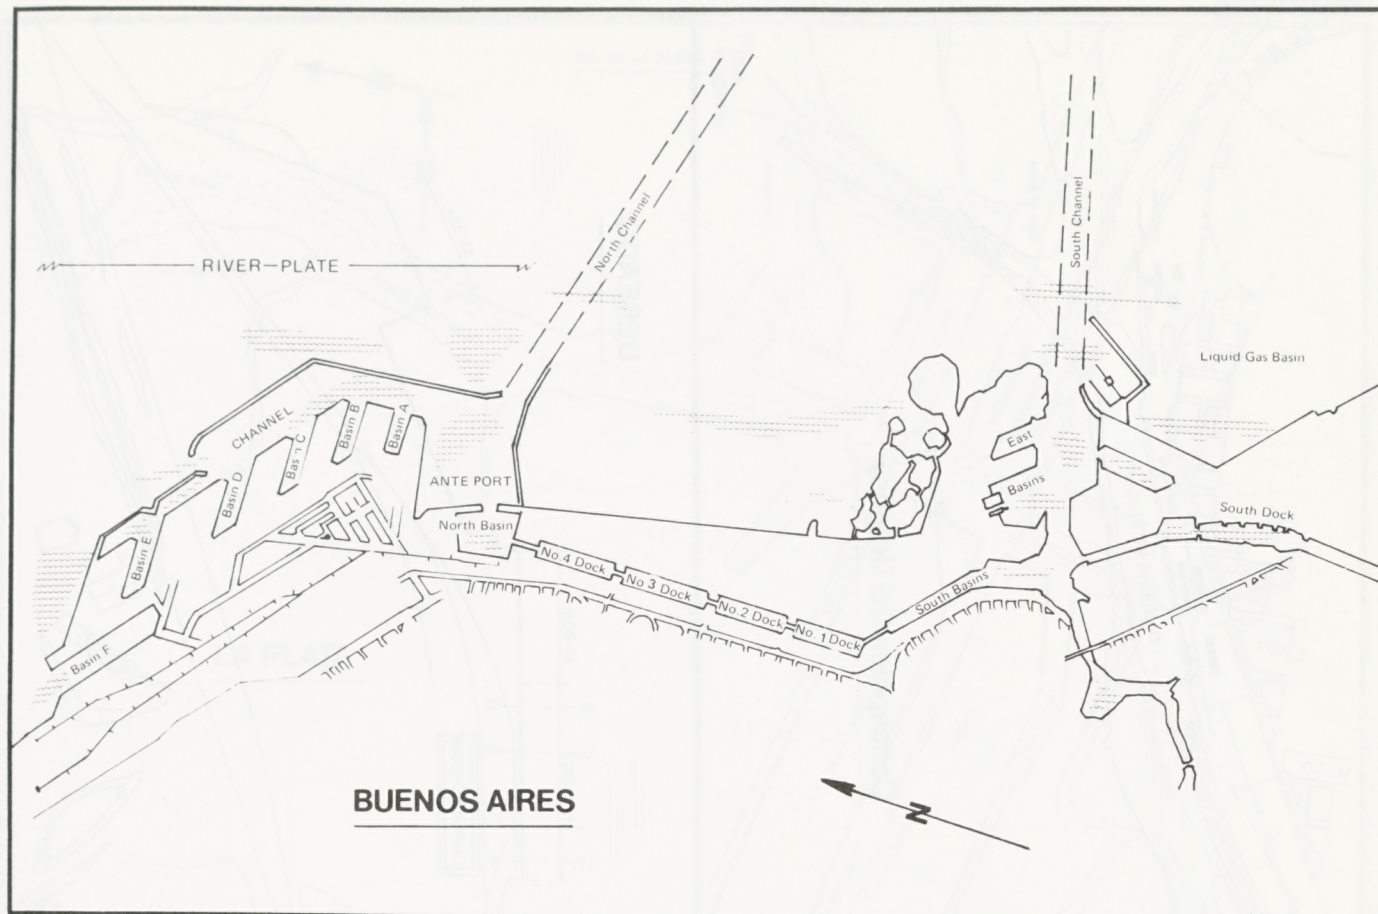 North Channel
South Channel
RIVER—PLATE
Liquid Gas Basin
CHANNEL
Basin A
Basin B
Basin C
Basin D
Basin E
Basin F
ANTE PORT
North Basin
East
Basins
South Dock
No.4 Dock
No 3 Dock
No.2 Dock
No. 1 Dock
South Basins
BUENOS AIRES
N